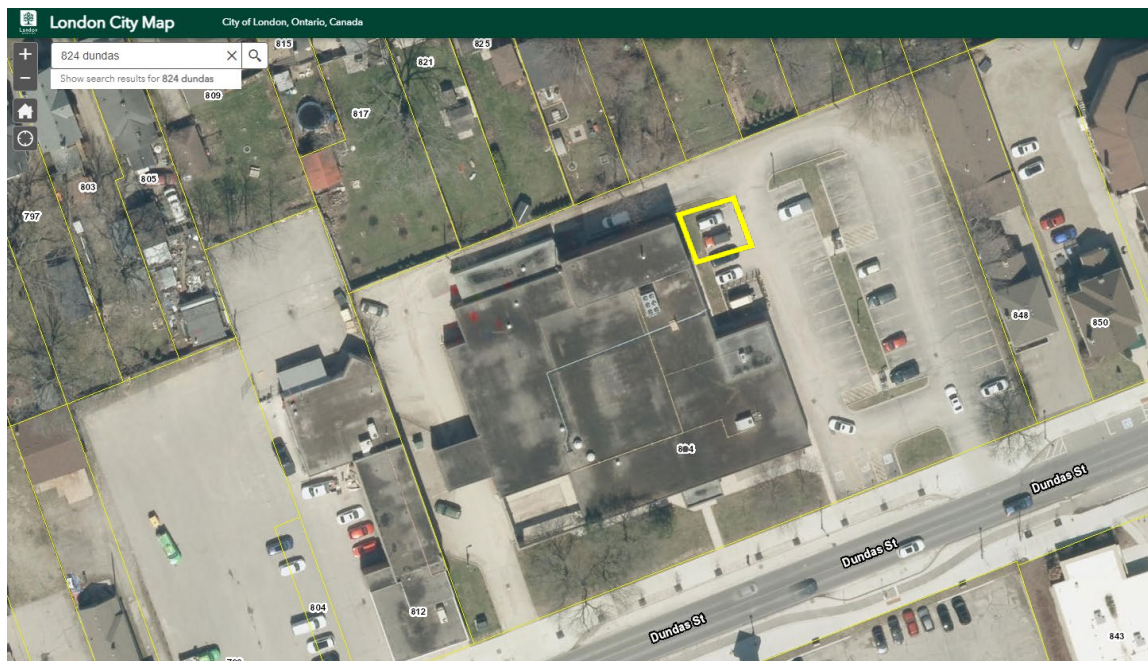 London
London City Map
City of London, Ontario, Canada
824 dundas
Show search results for 824 dundas
815
825
821
809
817
803
805
797
848
850
Dundas St
Dundas St
Dundas St
804
812
843